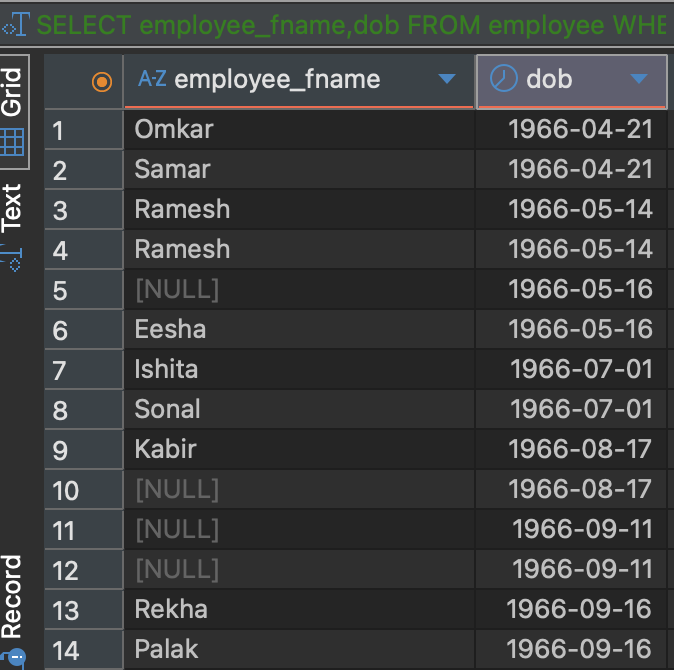 SELECT employee_fname,dob FROM employee WHE
Grid
Text
Record
A-Z employee_fname dob
1 Omkar 1966-04-21
2 Samar 1966-04-21
3 Ramesh 1966-05-14
4 Ramesh 1966-05-14
5 [NULL] 1966-05-16
6 Eesha 1966-05-16
7 Ishita 1966-07-01
8 Sonal 1966-07-01
9 Kabir 1966-08-17
10 [NULL] 1966-08-17
11 [NULL] 1966-09-11
12 [NULL] 1966-09-11
13 Rekha 1966-09-16
14 Palak 1966-09-16